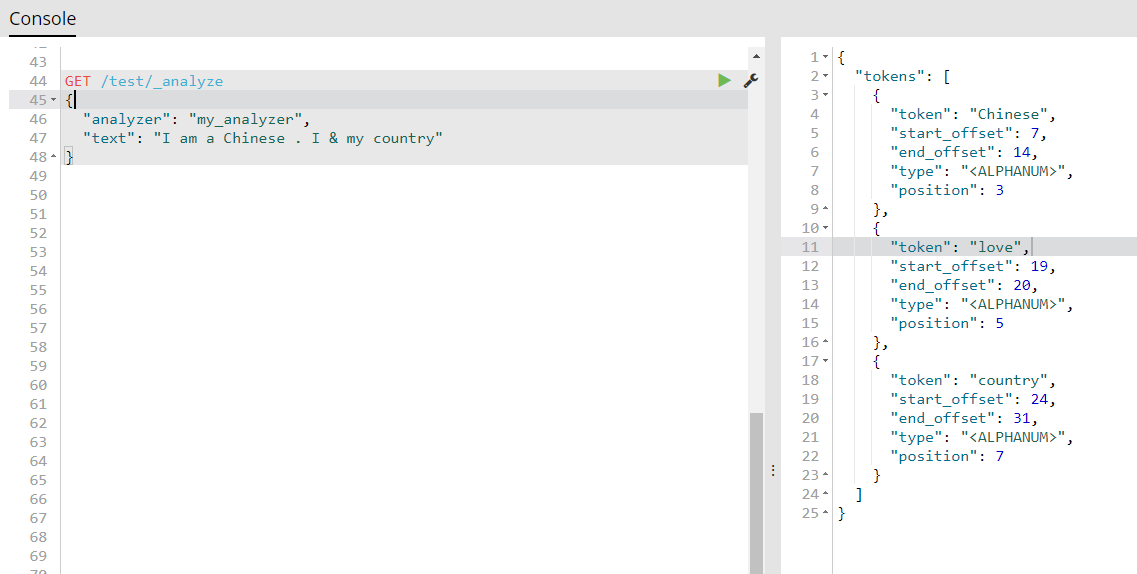 Console
42
43
44 GET /test/_analyze
45 {
46 "analyzer": "my_analyzer",
47 "text": "I am a Chinese . I & my country"
48 }
49
50
51
52
53
54
55
56
57
58
59
60
61
62
63
64
65
66
67
68
69
70
1 {
2 "tokens": [
3 {
4 "token": "Chinese",
5 "start_offset": 7,
6 "end_offset": 14,
7 "type": "<ALPHANUM>",
8 "position": 3
9 },
10 {
11 "token": "love",
12 "start_offset": 19,
13 "end_offset": 20,
14 "type": "<ALPHANUM>",
15 "position": 5
16 },
17 {
18 "token": "country",
19 "start_offset": 24,
20 "end_offset": 31,
21 "type": "<ALPHANUM>",
22 "position": 7
23 }
24 ]
25 }